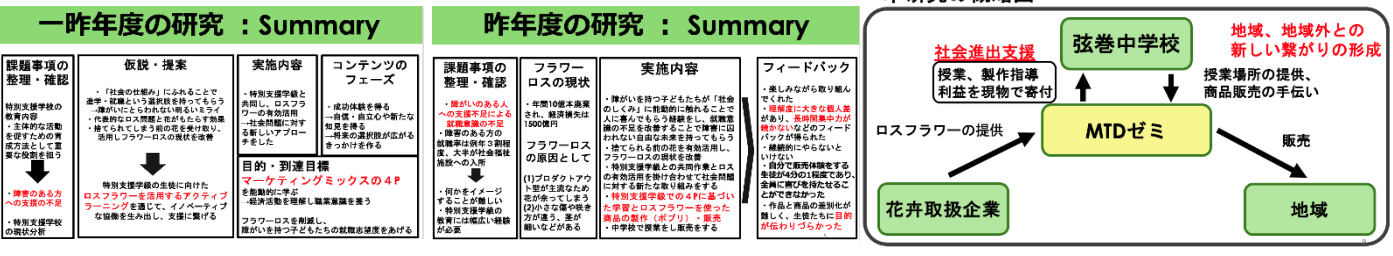 一昨年度の研究 ：Summary
課題事項の
整理・確認
特別支援学校の
教育内容
・主体的な活動
を促すための育
成方法として重
要な役割を担う
・障害のある方
への支援の不足
・特別支援学校
の現状分析
仮説・提案
・「社会の仕組み」にふれることで
進学・就職という選択肢を持ってもらう
→障がいにとらわれない明るいミライ
・代表的なロス問題と花がもたらす効果
・捨てられてしまう前の花を受け取り、
活用しフラワーロスの現状を改善
特別支援学級の生徒に向けた
ロスフラワーを活用するアクティブ
ラーニングを通じて、イノベーティブ
な協働を生み出し、支援に繋げる
実施内容
・特別支援学級と
共同し、ロスフラ
ワーの有効活用
→社会問題に対す
る新しいアプロー
チをした
コンテンツの
フェーズ
・成功体験を得る
→自信・自立心や新たな
知見を得る
→将来の選択肢が広がる
きっかけを作る
目的・到達目標
マーケティングミックスの４P
を能動的に学ぶ
→経済活動を理解し職業意識を養う
フラワーロスを削減し、
障がいを持つ子どもたちの就職志望度をあげる
昨年度の研究 ： Summary
課題事項の
整理・確認
・障がいのある人
への支援不足による
就業意識の不足
・障害のある方の
就職率は例年３割程
度、大半が社会福祉
施設への入所
・何かをイメージ
することが難しい
・特別支援学級の
教育には幅広い経験
が必要
フラワー
ロスの現状
・年間10億本廃棄
され、経済損失は
1500億円
フラワーロス
の原因として
(1)プロダクトアウ
ト型が主流なため
花が余ってしまう
(2)小さな傷や咲き
方が違う、茎が
細いなどがある
実施内容
・障がいを持つ子どもたちが「社会
のしくみ」に能動的に触れることで
人に喜んでもらう経験をし、就職意
識の不足を改善することで障害に囚
われない自由な未来を持ってもらう
・捨てられる前の花を有効活用し、
フラワーロスの現状を改善
・特別支援学級との共同作業とロス
の有効活用を掛け合わせて社会問題
に対する新たな取り組みをする
・特別支援学級での４Pに基づい
た学習とロスフラワーを使った
商品の製作（ポプリ）・販売
・中学校で授業をし販売をする
フィードバック
・楽しみながら取り組ん
でくれた
・理解度に大きな個人差
があり、長時間集中力が
続かないなどのフィード
バックが得られた
・継続的にやらないと
いけない
・自分で販売体験をする
生徒が4分の1程度であり、
全員に喜びを持たせるこ
とができなかった
・作品と商品の差別化が
難しく、生徒たちに目的
が伝わりづらかった
弦巻中学校
地域、地域外との
新しい繋がりの形成
社会進出支援
授業、製作指導
利益を現物で寄付
授業場所の提供、
商品販売の手伝い
ロスフラワーの提供
MTDゼミ
販売
花卉取扱企業
地域